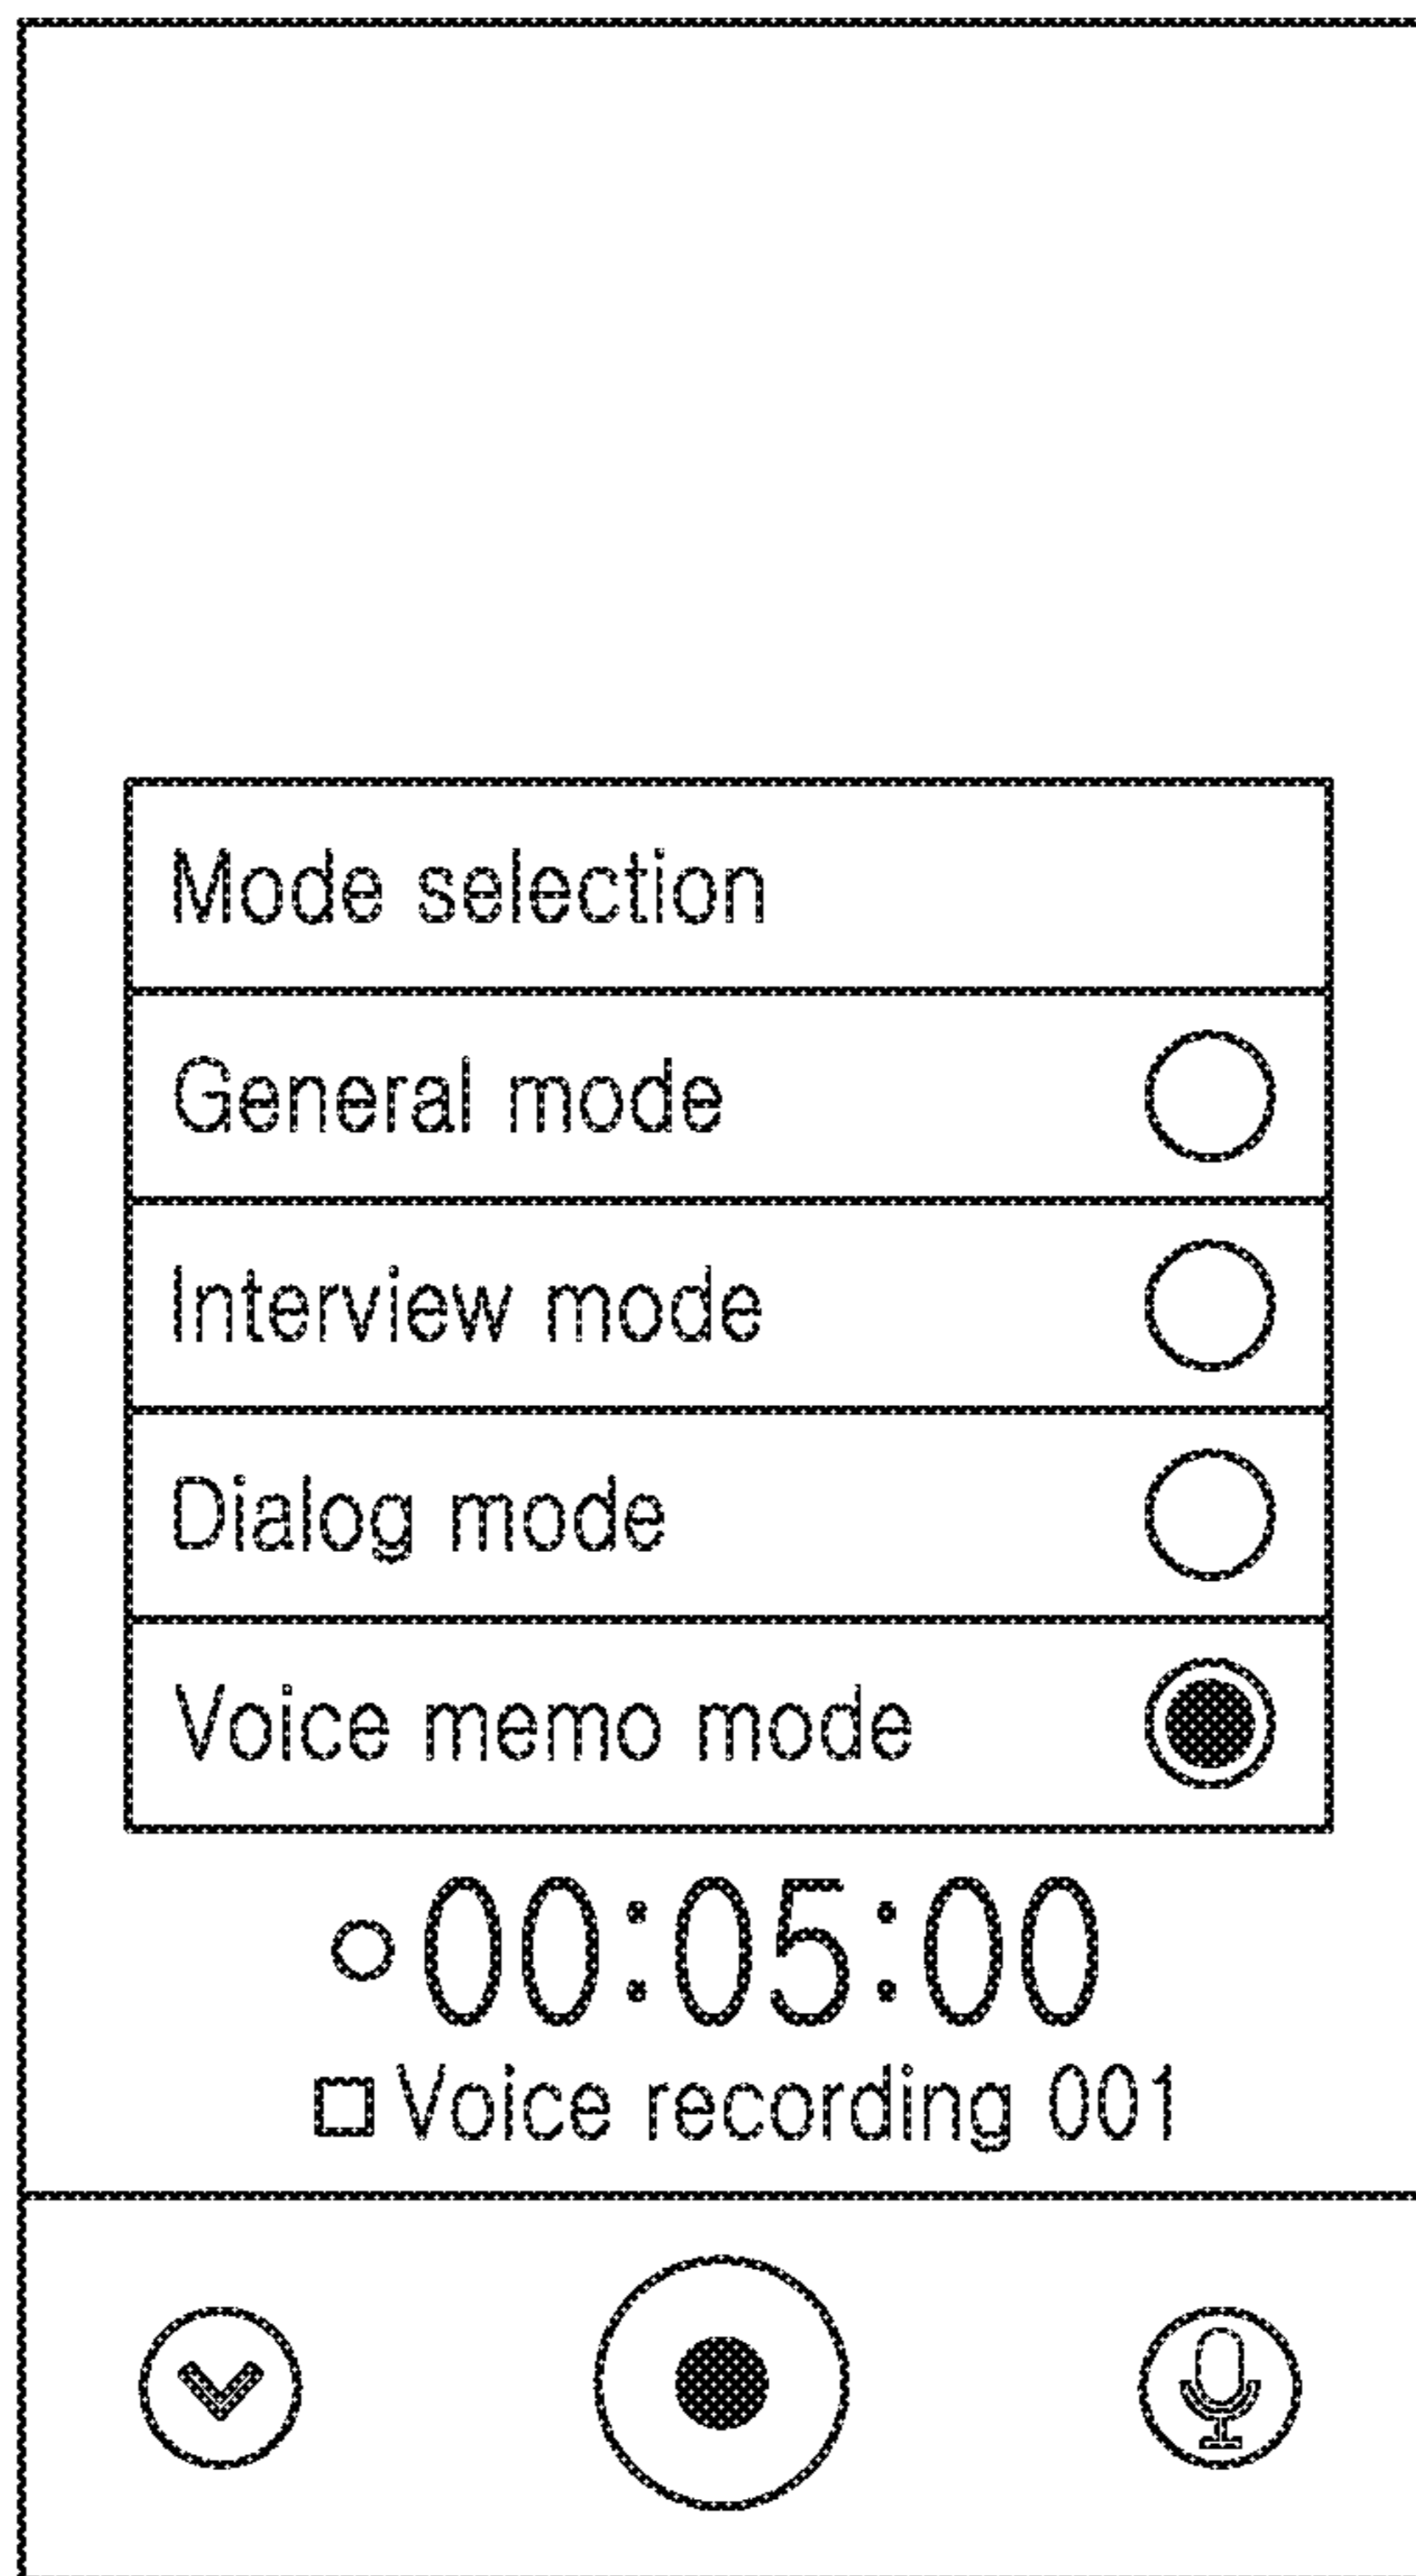 Mode selection
General mode
Interview mode
Dialog mode
Voice memo mode
00:05:00
Voice recording 001